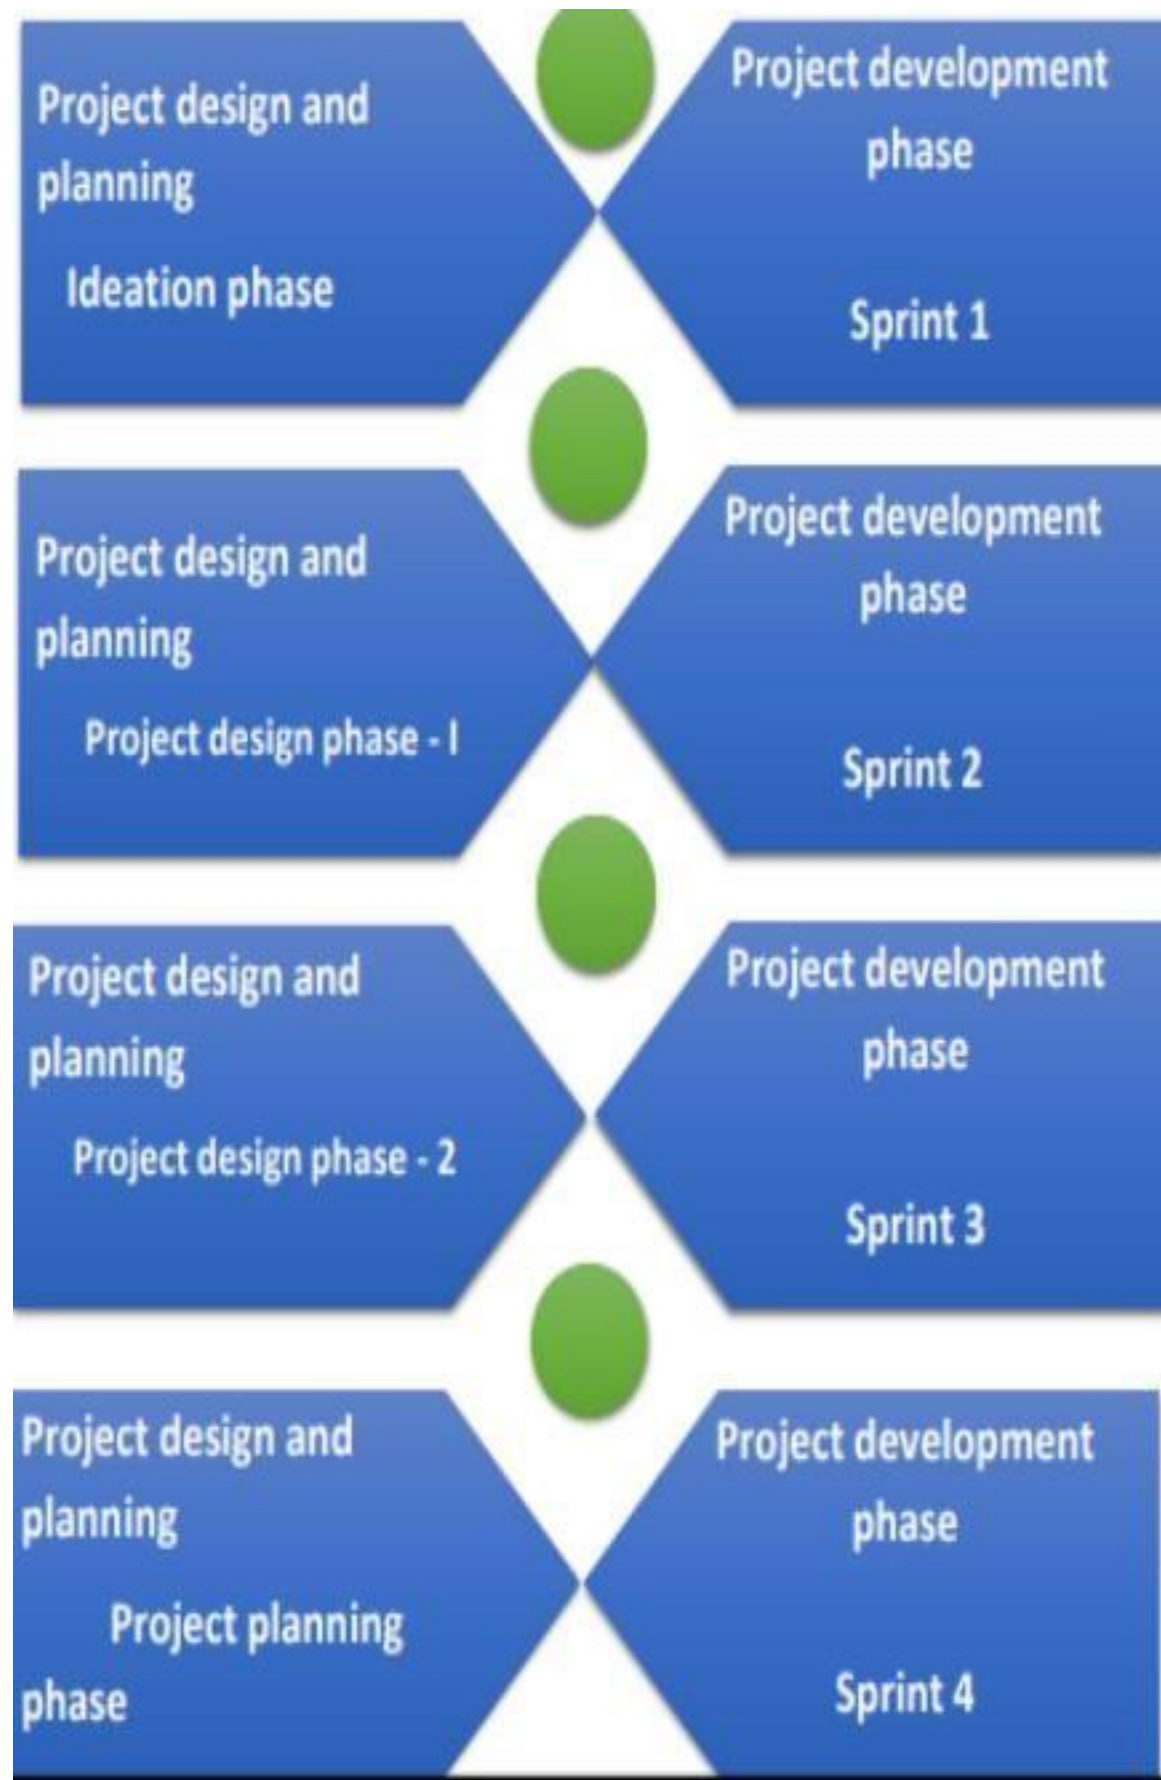 Project design and
planning
Ideation phase
Project development
phase
Sprint 1
Project design and
planning
Project design phase - I
Project development
phase
Sprint 2
Project design and
planning
Project design phase - 2
Project development
phase
Sprint 3
Project design and
planning
Project planning
phase
Project development
phase
Sprint 4